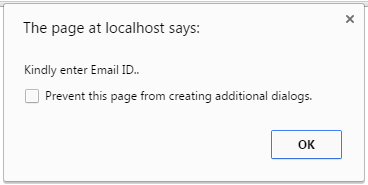 The page at localhost says:
Kindly enter Email ID..
Prevent this page from creating additional dialogs.
OK